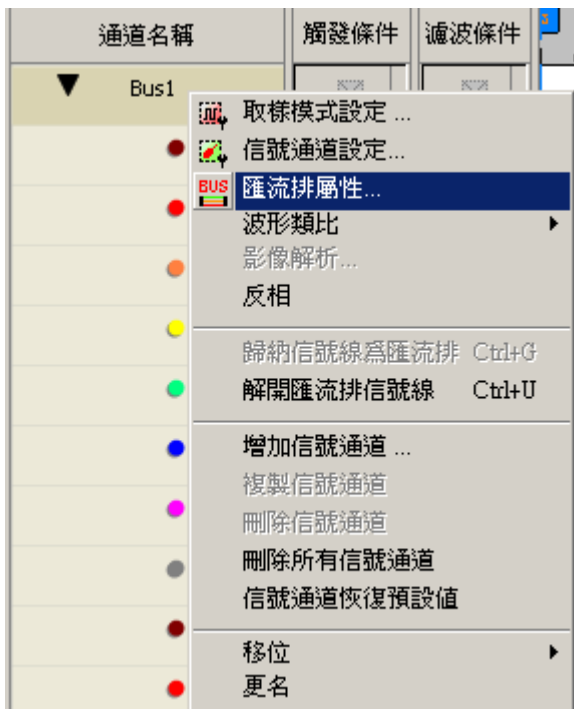 通道名稱 觸發條件 濾波條件 3
Bus1
取樣模式設定 ...
信號通道設定...
BUS 匯流排屬性...
波形類比
影像解析...
反相
歸納信號線爲匯流排 Ctrl+G
解開匯流排信號線 Ctrl+U
增加信號通道 ...
複製信號通道
刪除信號通道
刪除所有信號通道
信號通道恢復預設値
移位
更名